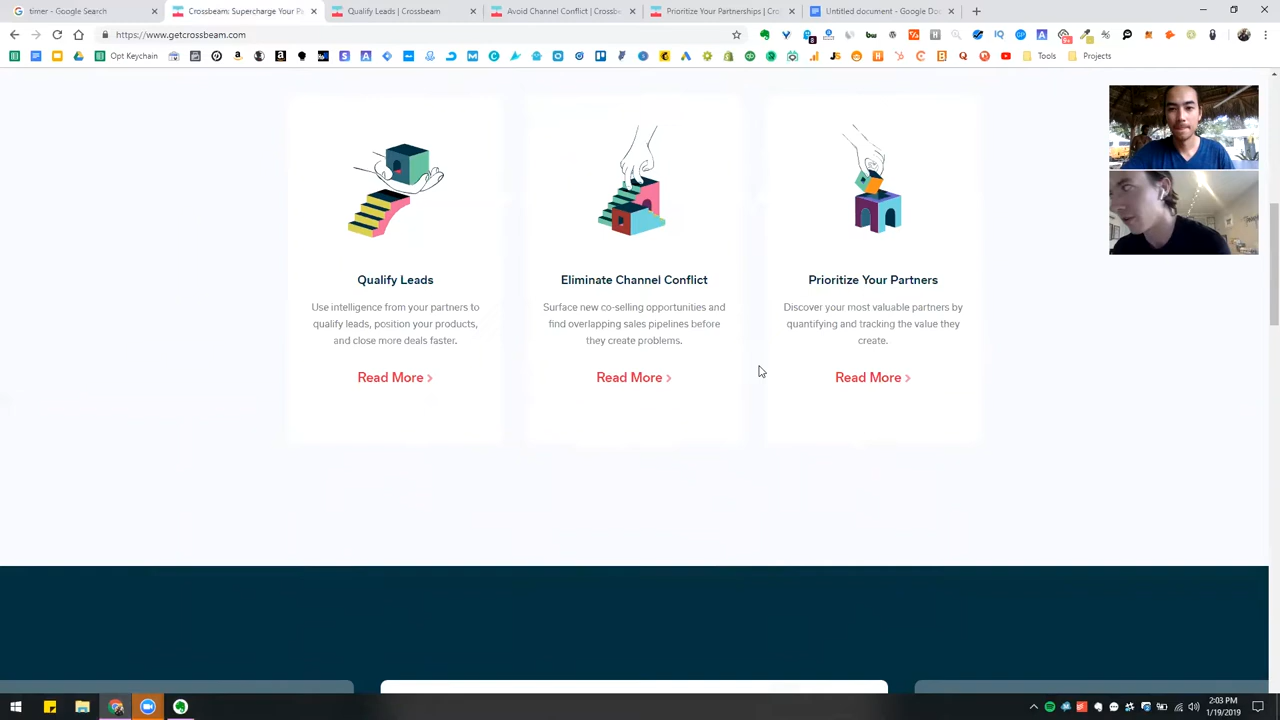 timer - Google Search
Crossbeam: Supercharge Your Pa
Qualify Leads | Crossbeam
Avoid Channel Conflict | Crossbe
Prioritize Your Partnerships | Cro
Untitled document - Google Doc
https://www.getcrossbeam.com
Opt Keychain
Tools
Projects
Qualify Leads
Use intelligence from your partners to
qualify leads, position your products,
and close more deals faster.
Read More
Eliminate Channel Conflict
Surface new co-selling opportunities and
find overlapping sales pipelines before
they create problems.
Read More
Prioritize Your Partners
Discover your most valuable partners by
quantifying and tracking the value they
create.
Read More
2:03 PM
1/19/2019